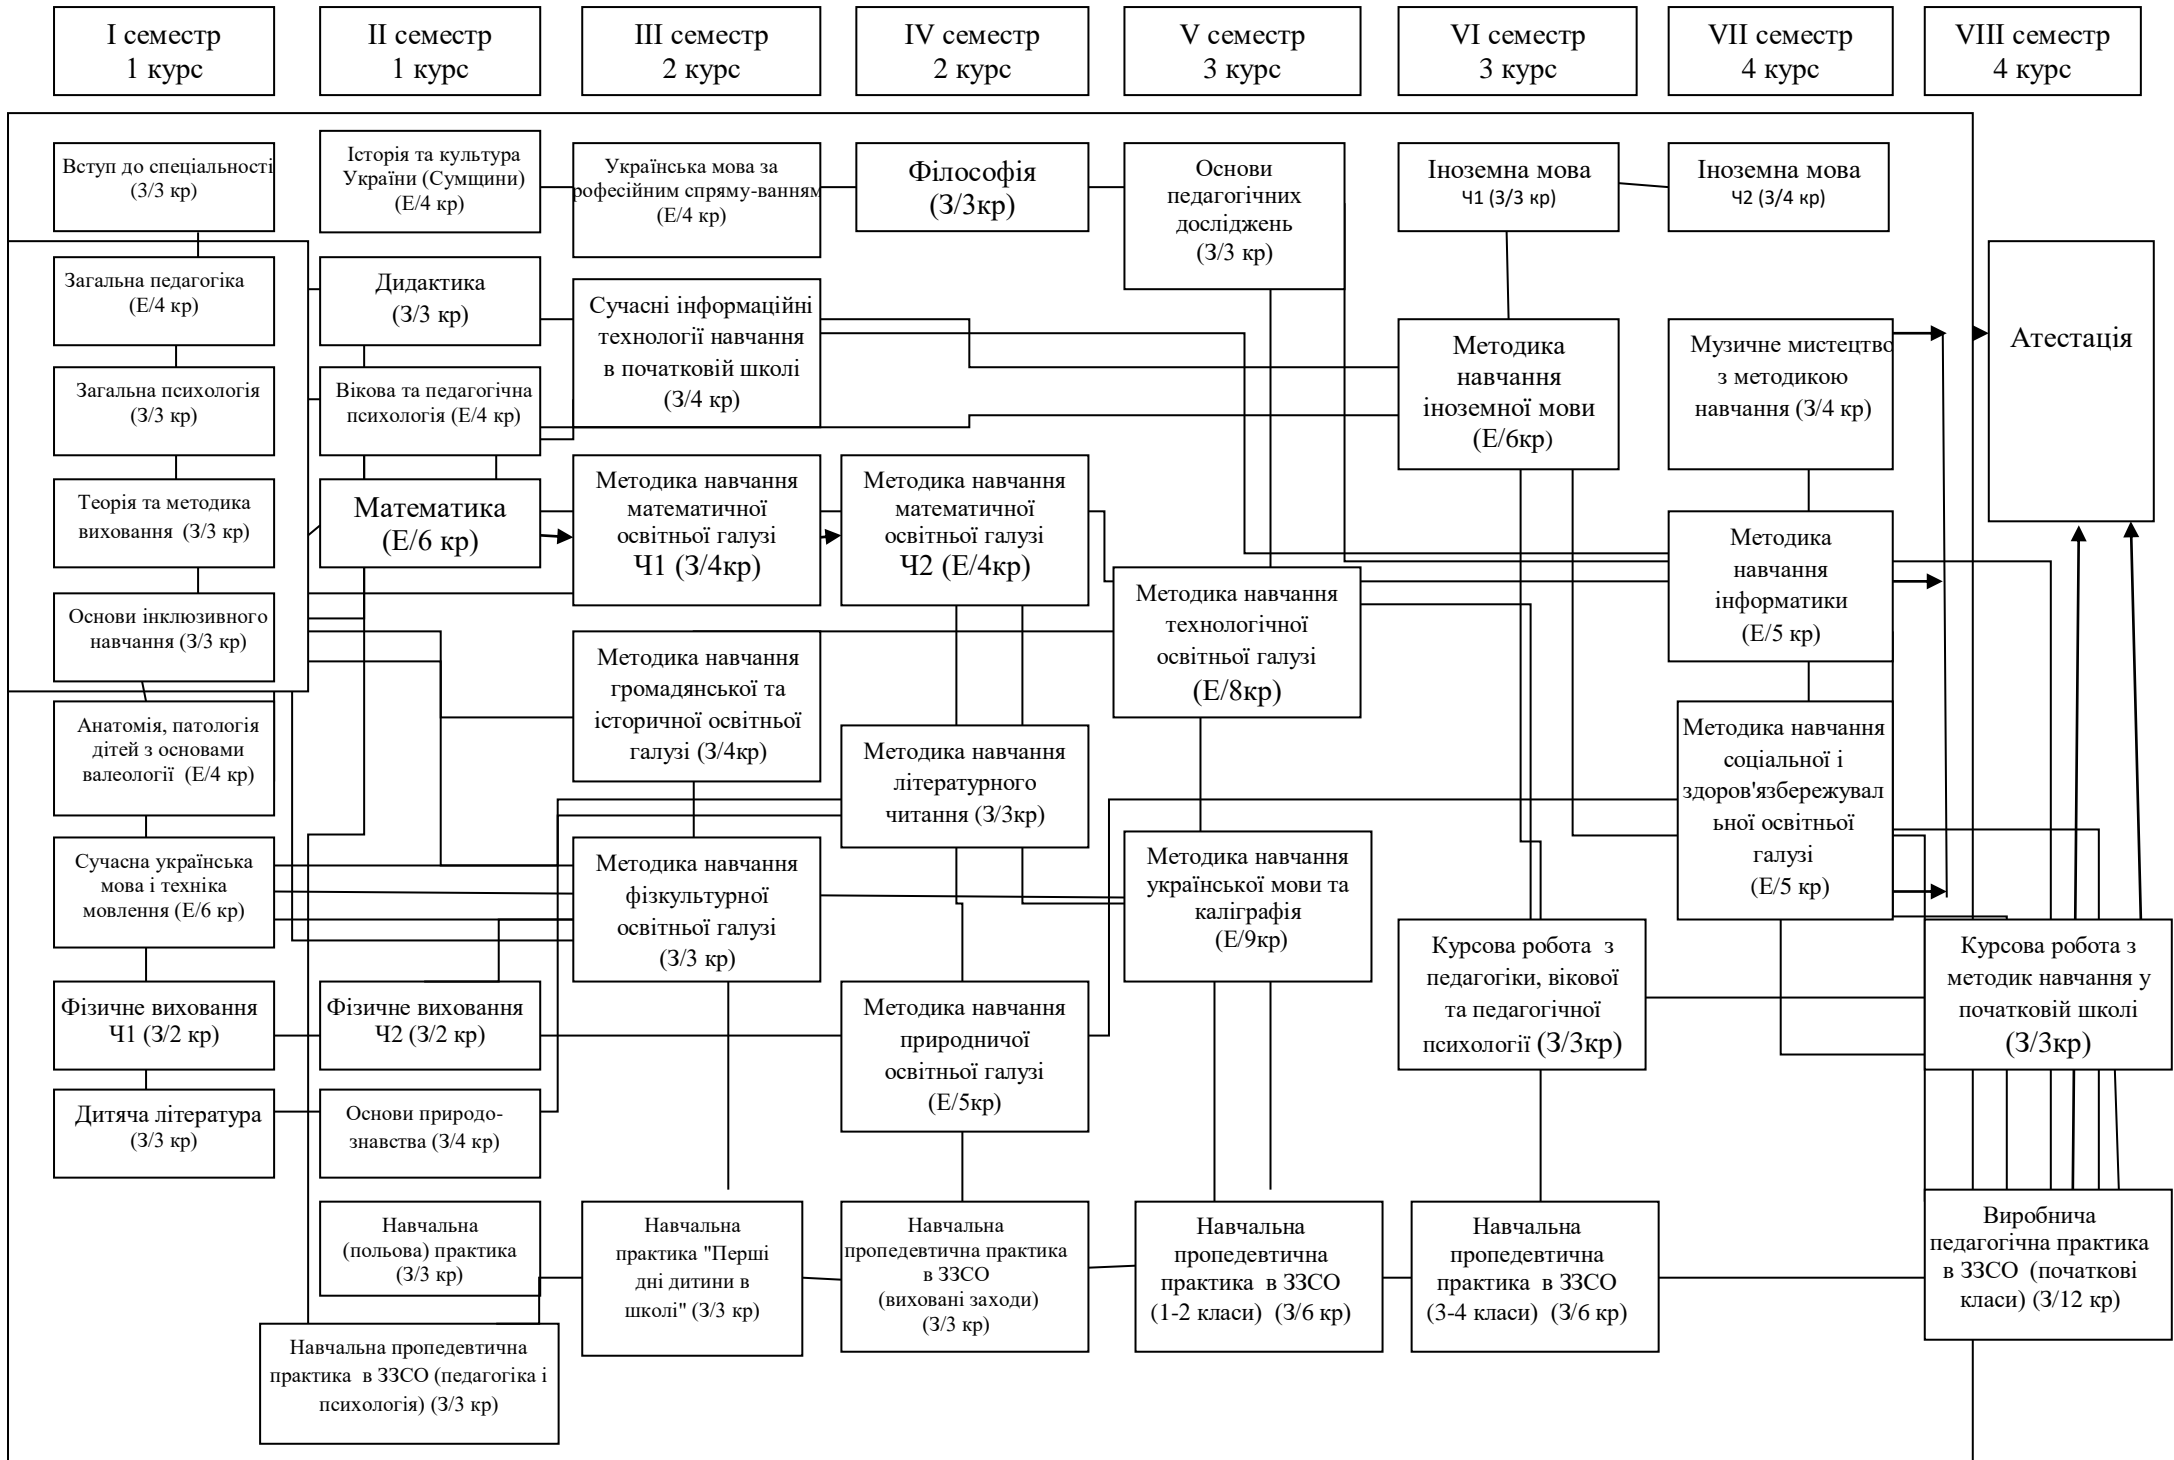 I семестр
1 курс
II семестр
1 курс
III семестр
2 курс
IV семестр
2 курс
V семестр
3 курс
VI семестр
3 курс
VII семестр
4 курс
VIII семестр
4 курс
Вступ до спеціальності
(З/3 кр)
Загальна педагогіка
(Е/4 кр)
Загальна психологія
(З/3 кр)
Теорія та методика
виховання (З/3 кр)
Основи інклюзивного
навчання (З/3 кр)
Анатомія, патологія
дітей з основами
валеології (Е/4 кр)
Сучасна українська
мова і техніка
мовлення (Е/6 кр)
Фізичне виховання
Ч1 (З/2 кр)
Дитяча література
(З/3 кр)
Історія та культура
України (Сумщини)
(Е/4 кр)
Дидактика
(З/3 кр)
Вікова та педагогічна
психологія (Е/4 кр)
Математика
(Е/6 кр)
Фізичне виховання
Ч2 (З/2 кр)
Основи природо-
знавства (З/4 кр)
Навчальна
(польова) практика
(З/3 кр)
Навчальна пропедевтична
практика в ЗЗСО (педагогіка і
психологія) (З/3 кр)
Українська мова за
рофесійним спряму-ванням
(Е/4 кр)
Сучасні інформаційні
технології навчання
в початковій школі
(З/4 кр)
Методика навчання
математичної
освітньої галузі
Ч1 (З/4кр)
Методика навчання
громадянської та
історичної освітньої
галузі (З/4кр)
Методика навчання
фізкультурної
освітньої галузі
(З/3 кр)
Навчальна
практика "Перші
дні дитини в
школі" (З/3 кр)
Філософія
(З/3кр)
Методика навчання
математичної
освітньої галузі
Ч2 (Е/4кр)
Методика навчання
літературного
читання (З/3кр)
Методика навчання
природничої
освітньої галузі
(Е/5кр)
Навчальна
пропедевтична практика
в ЗЗСО
(виховані заходи)
(З/3 кр)
Основи
педагогічних
досліджень
(З/3 кр)
Методика навчання
технологічної
освітньої галузі
(Е/8кр)
Методика навчання
української мови та
каліграфія
(Е/9кр)
Навчальна
пропедевтична
практика в ЗЗСО
(1-2 класи) (З/6 кр)
Іноземна мова
Ч1 (З/3 кр)
Методика
навчання
іноземної мови
(Е/6кр)
Курсова робота з
педагогіки, вікової
та педагогічної
психології (З/3кр)
Навчальна
пропедевтична
практика в ЗЗСО
(3-4 класи) (З/6 кр)
Іноземна мова
Ч2 (З/4 кр)
Музичне мистецтво
з методикою
навчання (З/4 кр)
Методика
навчання
інформатики
(Е/5 кр)
Методика навчання
соціальної і
здоров'язбережувал
ьної освітньої
галузі
(Е/5 кр)
Атестація
Курсова робота з
методик навчання у
початковій школі
(З/3кр)
Виробнича
педагогічна практика
в ЗЗСО (початкові
класи) (З/12 кр)